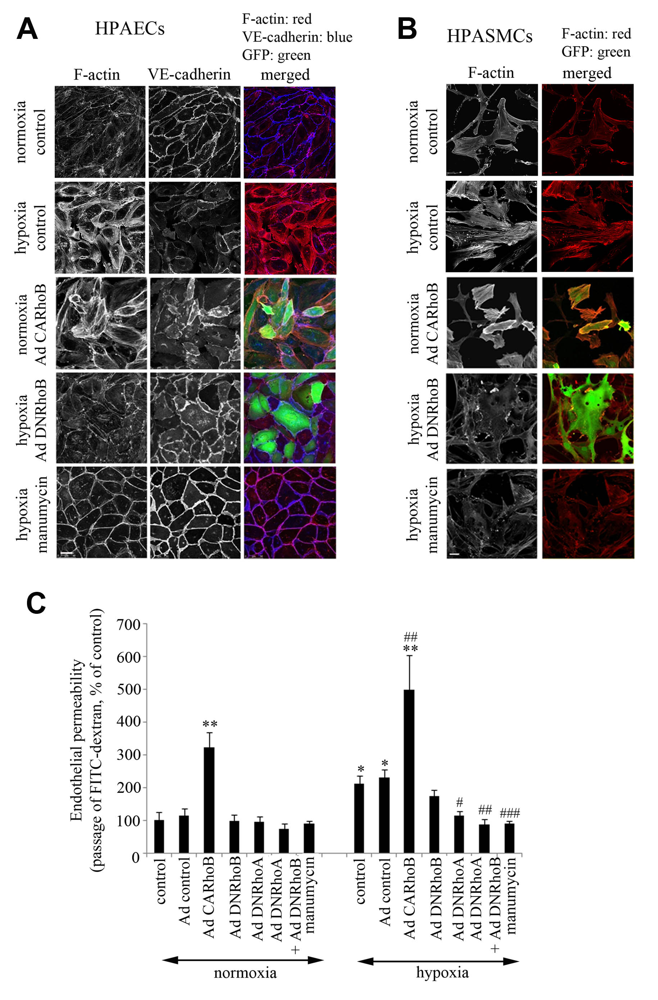 A
HPAECs
F-actin: red
VE-cadherin: blue
GFP: green
F-actin
VE-cadherin
merged
normoxia
control
hypoxia
control
normoxia
Ad CARhoB
hypoxia
Ad DNRhoB
hypoxia
manumycin
B
HPASMCs
F-actin: red
GFP: green
F-actin
merged
normoxia
control
hypoxia
control
normoxia
Ad CARhoB
hypoxia
Ad DNRhoB
hypoxia
manumycin
C
Endothelial permeability
(passage of FITC-dextran, % of control)
700
600
500
400
300
200
100
0
**
*
*
##
**
#
##
###
control
Ad control
Ad CARhoB
Ad DNRhoB
Ad DNRhoA
Ad DNRhoA
+ Ad DNRhoB
manumycin
control
Ad control
Ad CARhoB
Ad DNRhoB
Ad DNRhoA
Ad DNRhoA
+ Ad DNRhoB
manumycin
normoxia
hypoxia